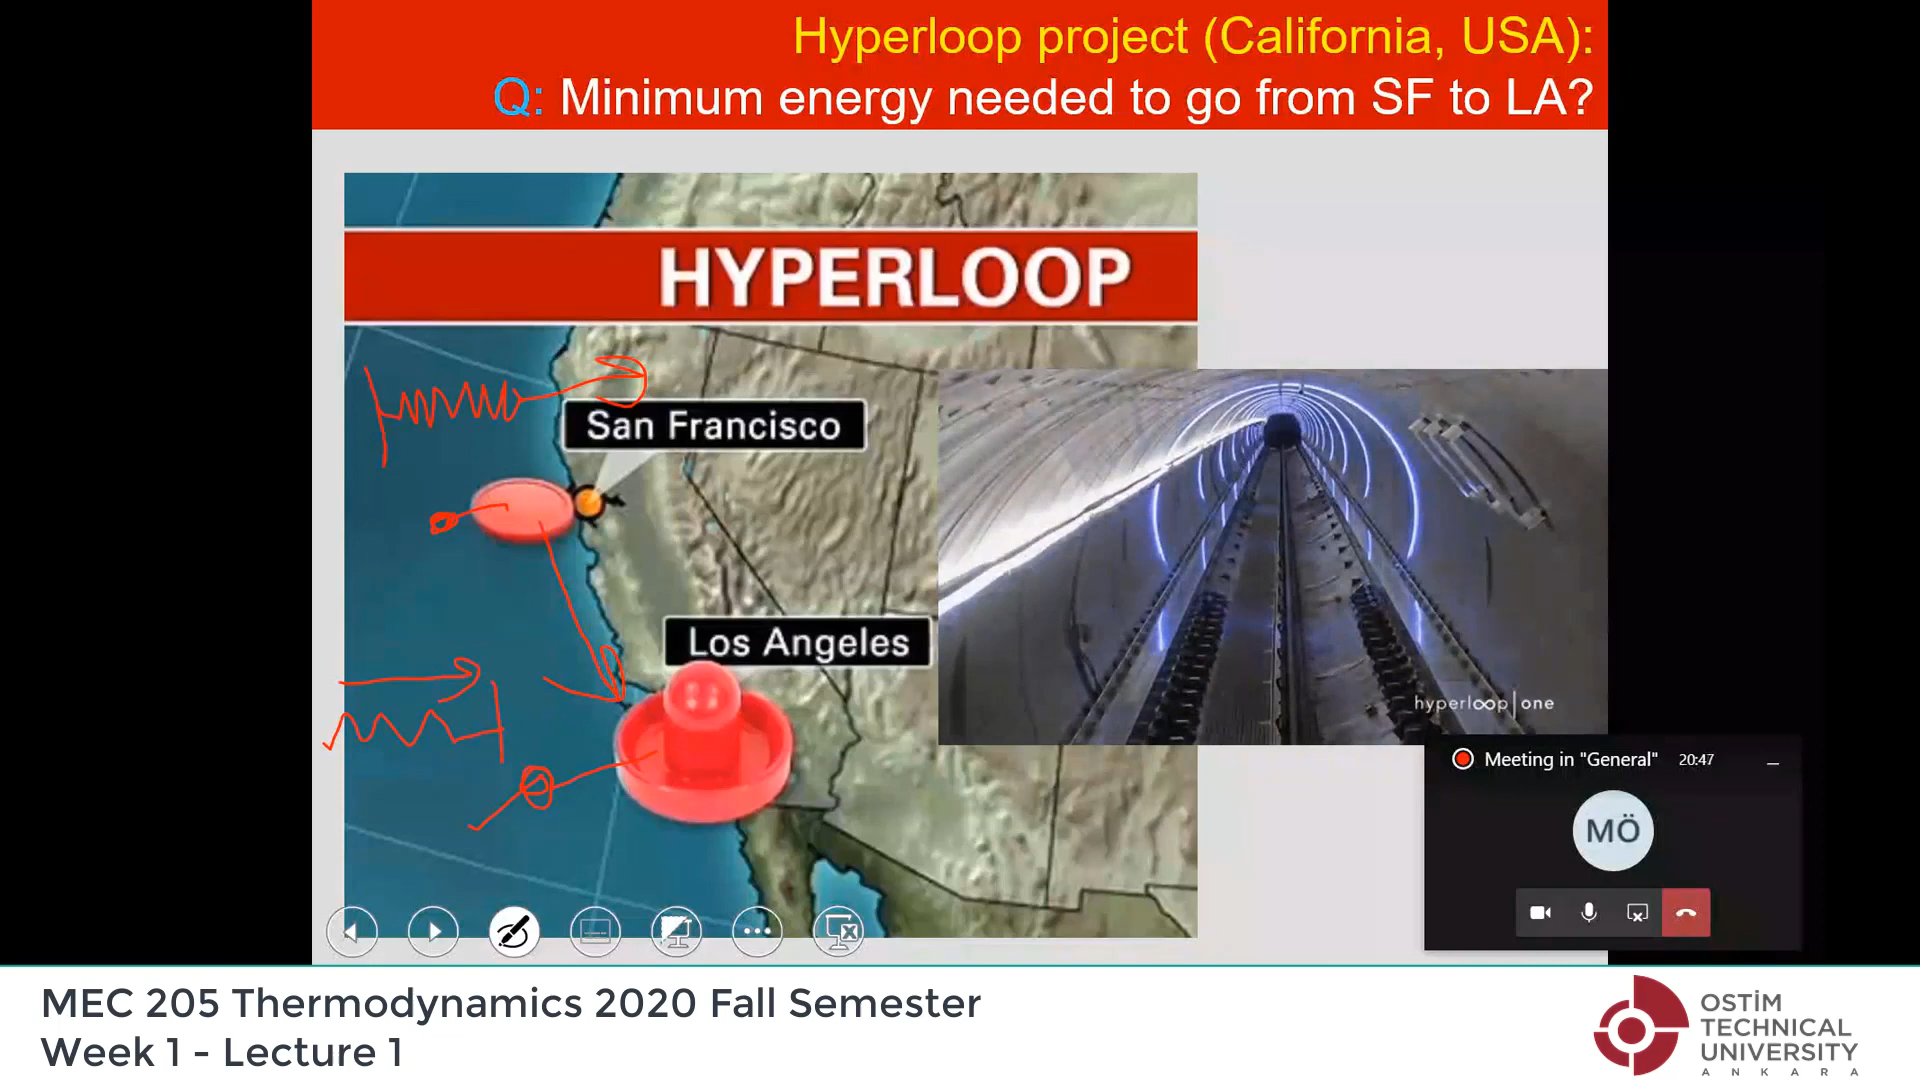 Hyperloop project (California, USA):
Q: Minimum energy needed to go from SF to LA?
HYPERLOOP
San Francisco
Los Angeles
hyperloop|one
Meeting in "General" 20:47
MÖ
MEC 205 Thermodynamics 2020 Fall Semester
Week 1 - Lecture 1
OSTİM
TECHNICAL
UNIVERSITY
ANKARA